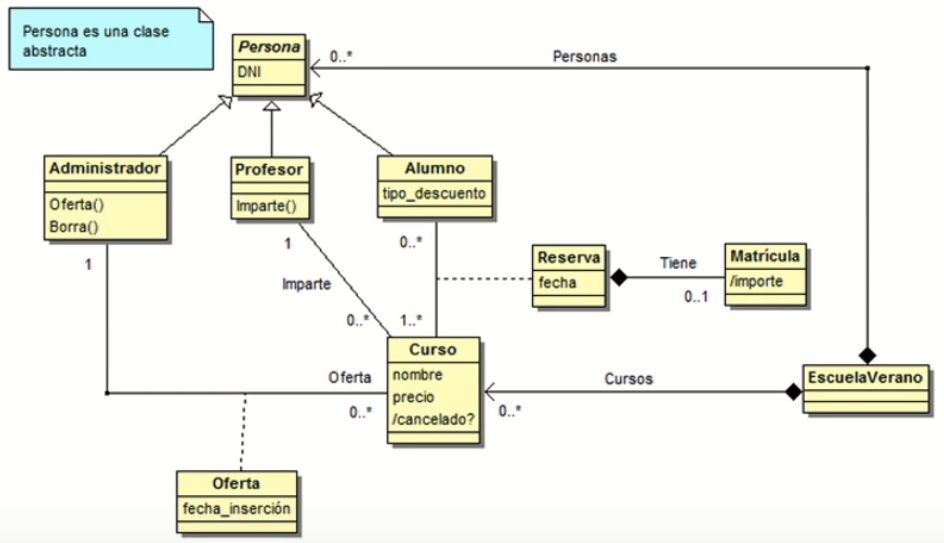 Persona es una clase
abstracta
Persona
DNI
0..*
Personas
Administrador
Oferta()
Borra()
Profesor
Imparte()
Alumno
tipo_descuento
1
1
0..*
Imparte
0..*
1..*
Reserva
fecha
Tiene
0..1
Matrícula
/importe
Curso
nombre
precio
/cancelado?
Oferta
0..*
Cursos
0..*
EscuelaVerano
Oferta
fecha_inserción